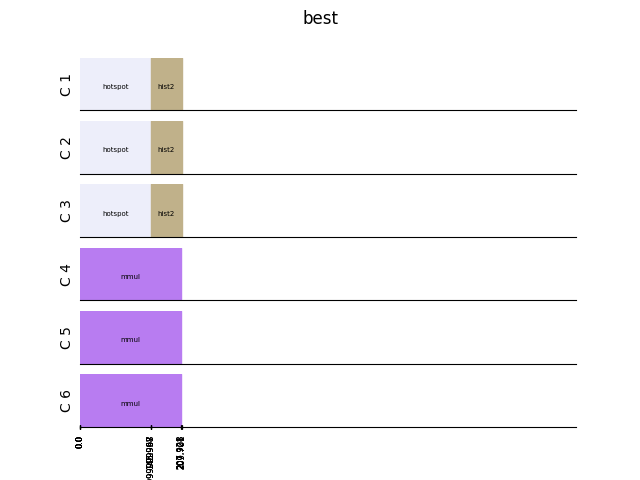 best
C 1
hotspot
hist2
C 2
hotspot
hist2
C 3
hotspot
hist2
C 4
mmul
C 5
mmul
C 6
mmul
0.0